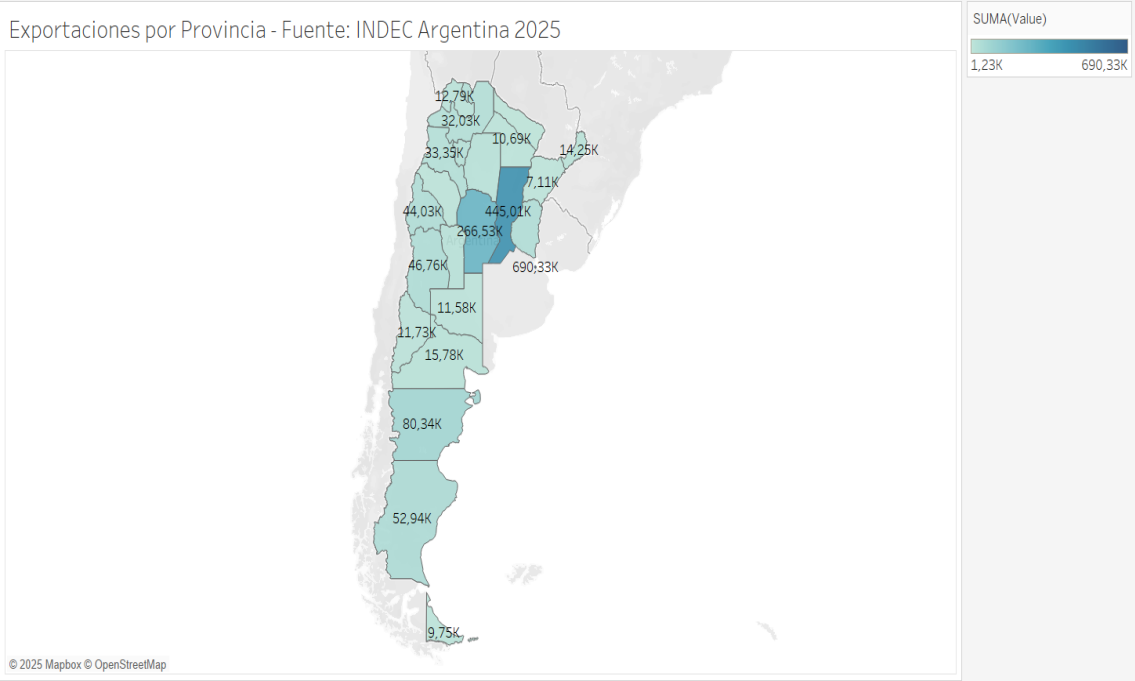 Exportaciones por Provincia - Fuente: INDEC Argentina 2025
SUMA(Value)
1,23K 690,33K
12,79K
32,03K
10,69K
33,35K
14,25K
7,11K
44,03K
445,01K
266,53K
46,76K
690,33K
11,58K
11,73K
15,78K
80,34K
52,94K
9,75K
© 2025 Mapbox © OpenStreetMap